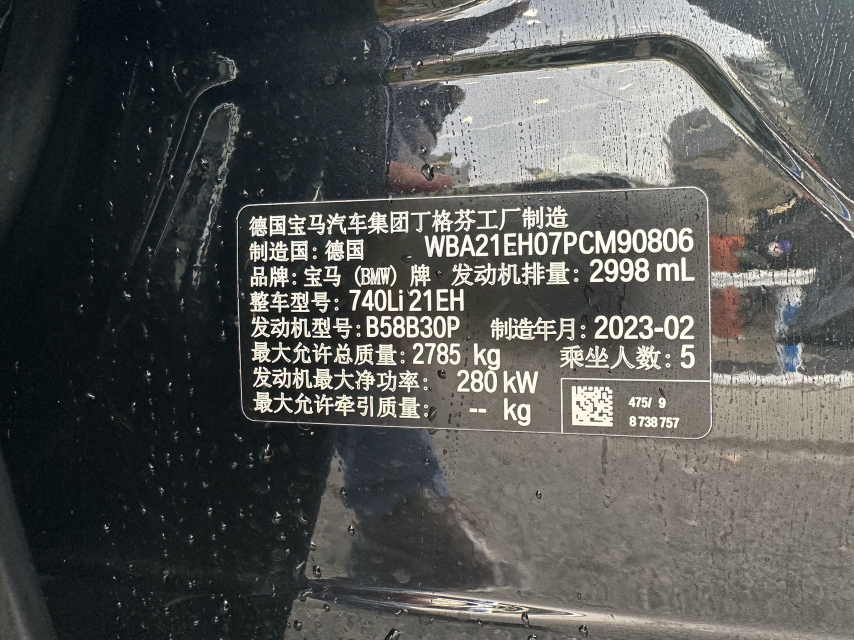 德国宝马汽车集团丁格芬工厂制造
制造国: 德国 WBA21EH07PCM90806
品牌: 宝马 (BMW) 牌 发动机排量: 2998 mL
整车型号: 740Li 21EH
发动机型号: B58B30P 制造年月: 2023-02
最大允许总质量: 2785 kg 乘坐人数: 5
发动机最大净功率: 280 kW
最大允许牵引质量: -- kg
475/ 9
8 738 757